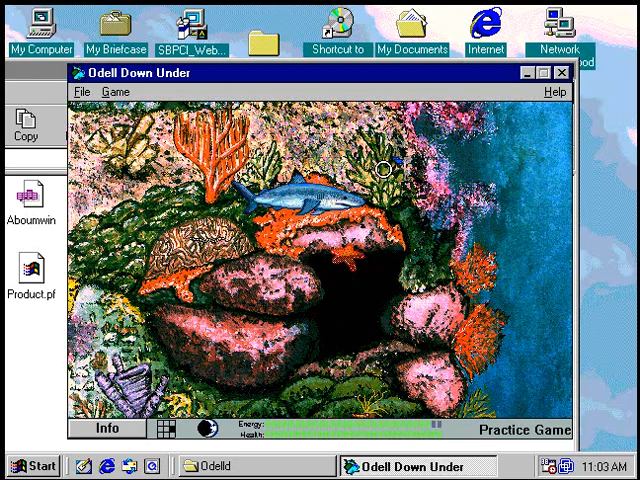 My Computer
My Briefcase
SBPCI_Web...
Shortcut to
My Documents
Internet
Network
ood
Odell Down Under
File Game Help
Copy
Aboumwin
Product.pf
Info
Energy:
Health:
Practice Game
Start
Odelld
Odell Down Under
11:03 AM